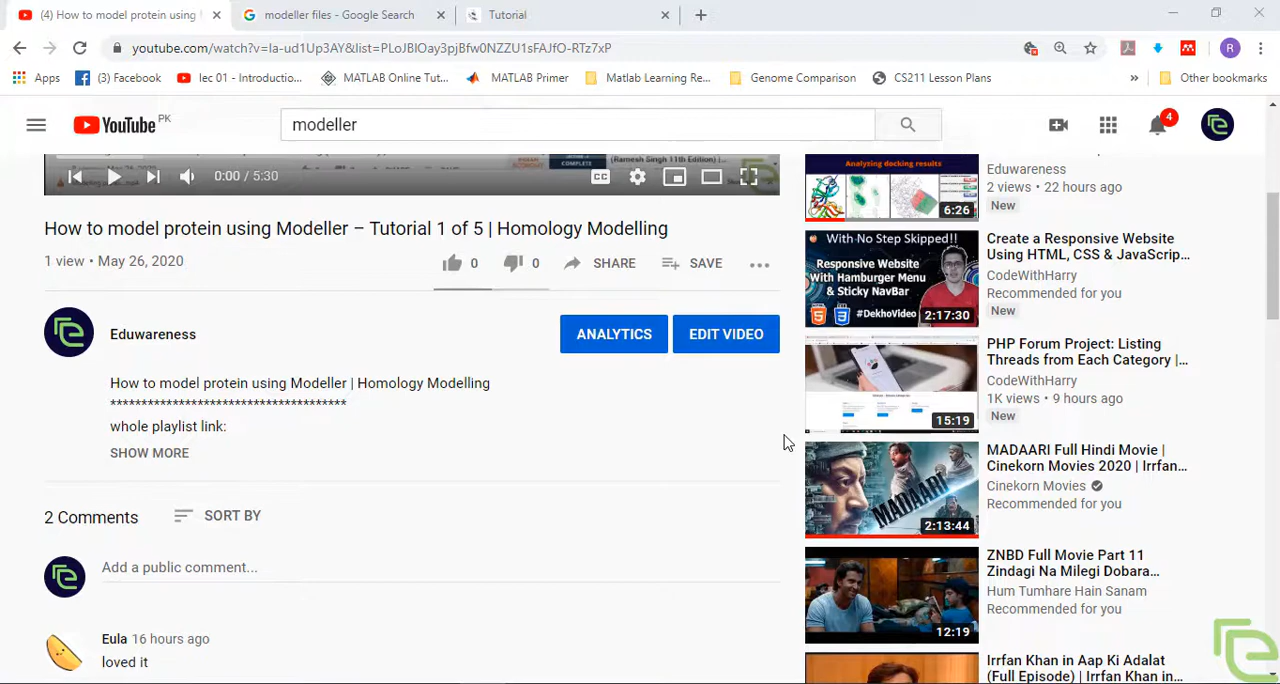 (4) How to model protein using
modeller files - Google Search
Tutorial
youtube.com/watch?v=la-ud1Up3AY&list=PLoJBlOay3pjBfw0NZZU1sFAJfO-RTz7xP
R
Apps
(3) Facebook
lec 01 - Introductio...
MATLAB Online Tut...
MATLAB Primer
Matlab Learning Re...
Genome Comparison
CS211 Lesson Plans
»
Other bookmarks
YouTube PK
modeller
4
COMPLETE
(Ramesh Singh 11th Edition)
0:00 / 5:30
CC
How to model protein using Modeller – Tutorial 1 of 5 | Homology Modelling
1 view • May 26, 2020
0
0
SHARE
SAVE
Eduwareness
ANALYTICS
EDIT VIDEO
How to model protein using Modeller | Homology Modelling
*************************************
whole playlist link:
SHOW MORE
2 Comments
SORT BY
Add a public comment...
Eula 16 hours ago
loved it
Analyzing docking results
6:26
Eduwareness
2 views • 22 hours ago
New
With No Step Skipped!!
Responsive Website
With Hamburger Menu
& Sticky NavBar
#DekhoVideo
2:17:30
Create a Responsive Website
Using HTML, CSS & JavaScrip...
CodeWithHarry
Recommended for you
New
15:19
PHP Forum Project: Listing
Threads from Each Category |...
CodeWithHarry
1K views • 9 hours ago
New
MADAARI
2:13:44
MADAARI Full Hindi Movie |
Cinekorn Movies 2020 | Irrfan...
Cinekorn Movies
Recommended for you
12:19
ZNBD Full Movie Part 11
Zindagi Na Milegi Dobara...
Hum Tumhare Hain Sanam
Recommended for you
Irrfan Khan in Aap Ki Adalat
(Full Episode) | Irrfan Khan in...